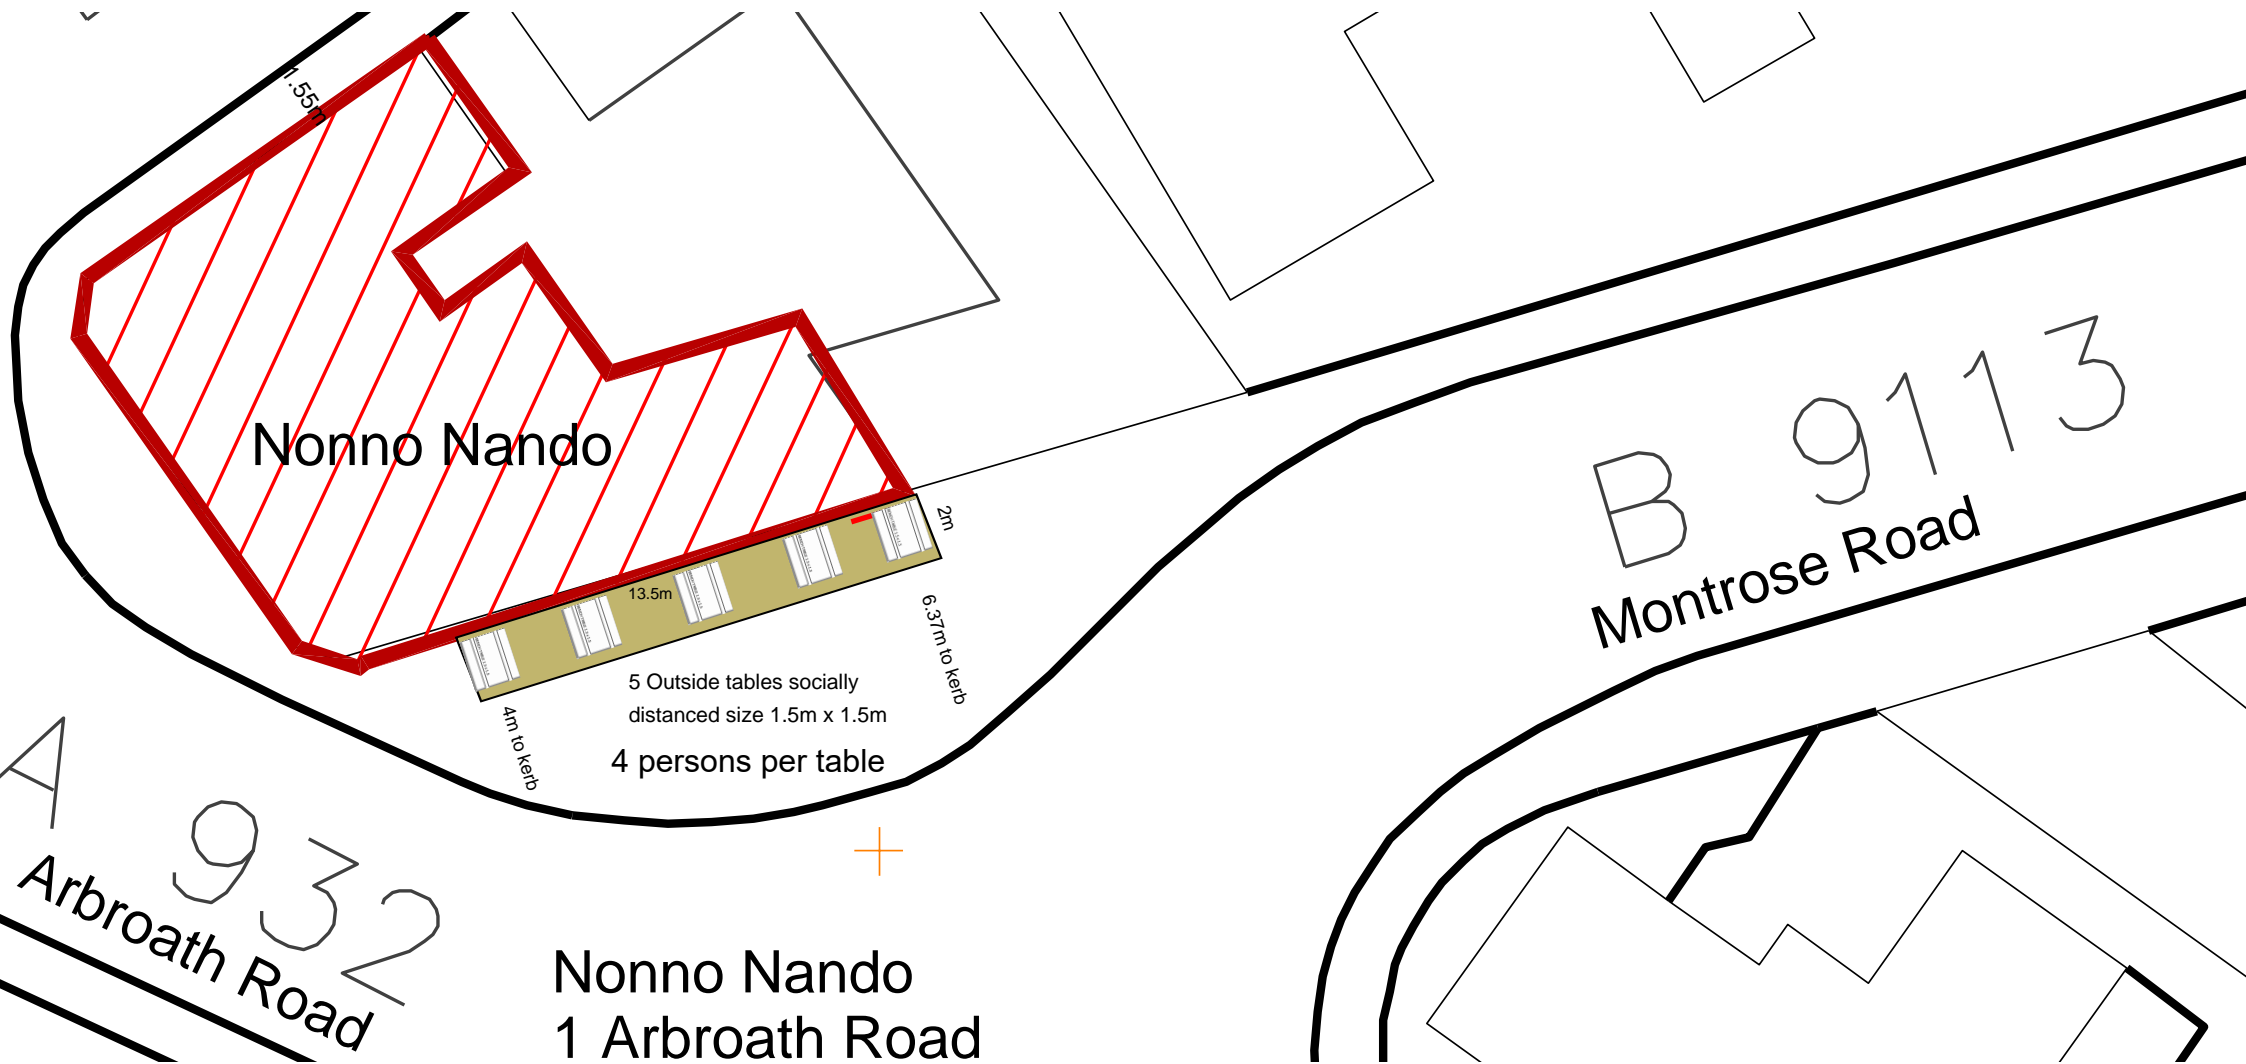 1.55m
Nonno Nando
B 9113
Montrose Road
2m
13.5m
6.37m to kerb
4m to kerb
5 Outside tables socially
distanced size 1.5m x 1.5m
4 persons per table
A 932
Arbroath Road
Nonno Nando
1 Arbroath Road